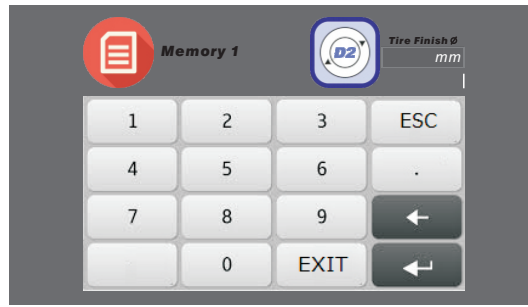 Memory 1
D2
Tire Finish Ø
mm
1 2 3 ESC
4 5 6 .
7 8 9 ←
0 EXIT ↵